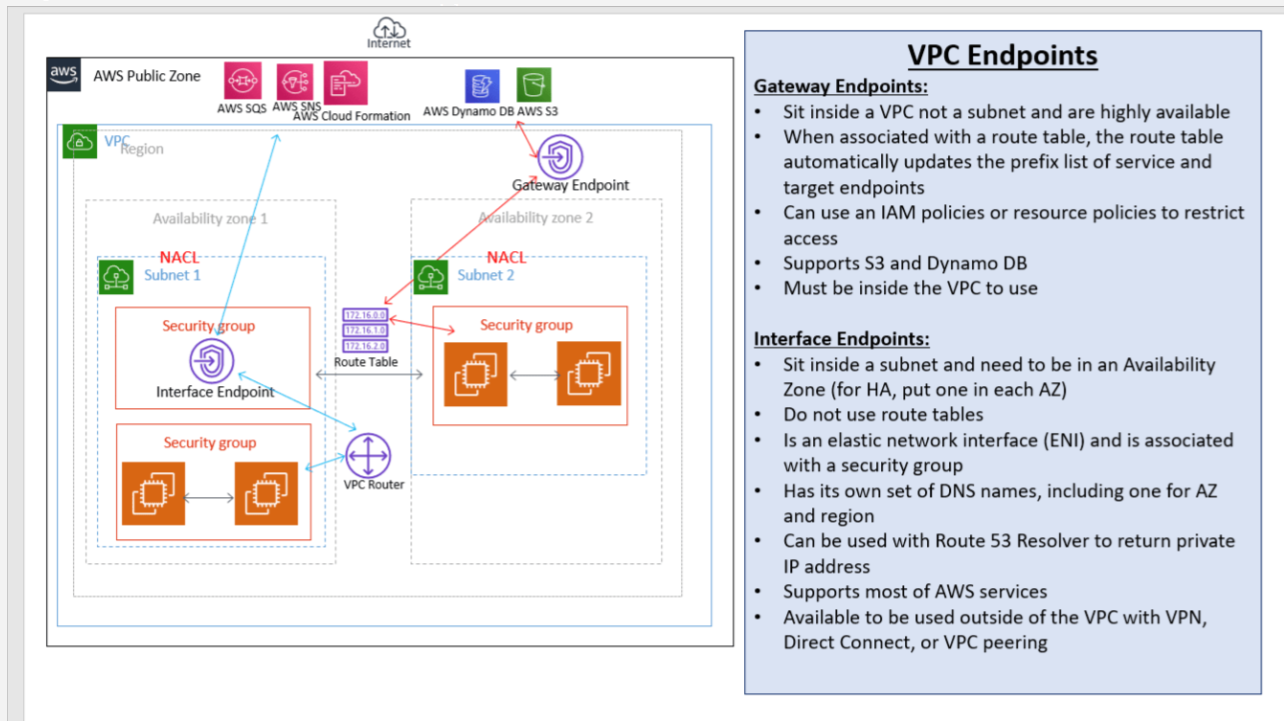 Internet
aws
AWS Public Zone
AWS SQS
AWS SNS
AWS Cloud Formation
AWS Dynamo DB
AWS S3
VPC
Region
Gateway Endpoint
Availability zone 1
Availability zone 2
NACL
Subnet 1
NACL
Subnet 2
Security group
Interface Endpoint
172.16.0.0
172.16.1.0
172.16.2.0
Route Table
Security group
Security group
VPC Router
VPC Endpoints
Gateway Endpoints:
• Sit inside a VPC not a subnet and are highly available
• When associated with a route table, the route table
automatically updates the prefix list of service and
target endpoints
• Can use an IAM policies or resource policies to restrict
access
• Supports S3 and Dynamo DB
• Must be inside the VPC to use
Interface Endpoints:
• Sit inside a subnet and need to be in an Availability
Zone (for HA, put one in each AZ)
• Do not use route tables
• Is an elastic network interface (ENI) and is associated
with a security group
• Has its own set of DNS names, including one for AZ
and region
• Can be used with Route 53 Resolver to return private
IP address
• Supports most of AWS services
• Available to be used outside of the VPC with VPN,
Direct Connect, or VPC peering